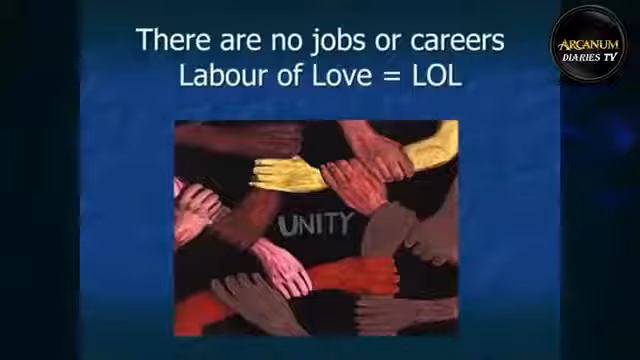 There are no jobs or careers
Labour of Love = LOL
ARCANUM
DIARIES TV
UNITY